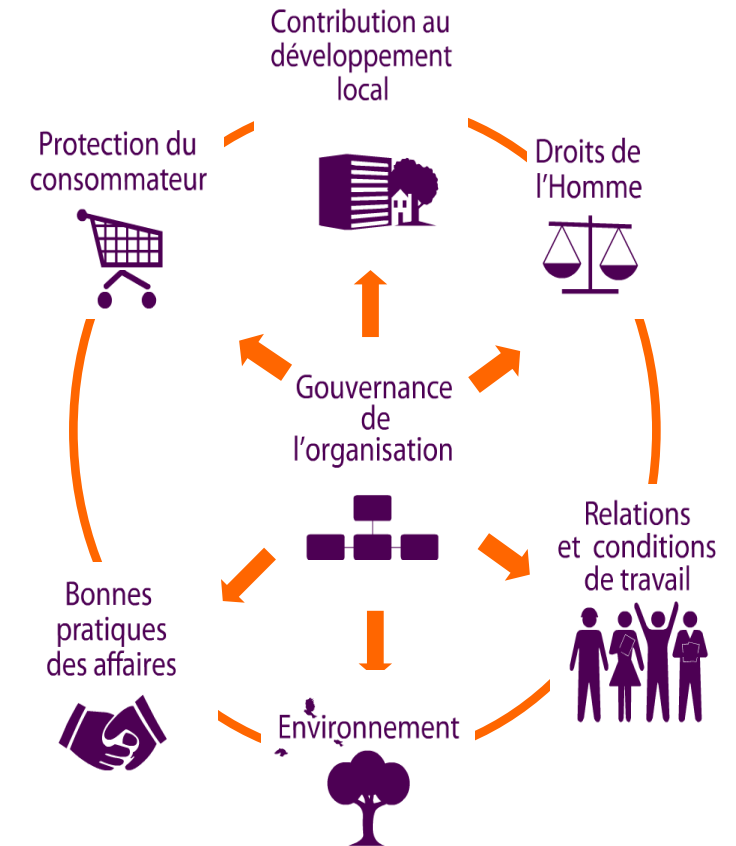 Contribution au
développement
local
Protection du
consommateur
Droits de
l'Homme
Gouvernance
de
l'organisation
Relations
et conditions
de travail
Bonnes
pratiques
des affaires
Environnement